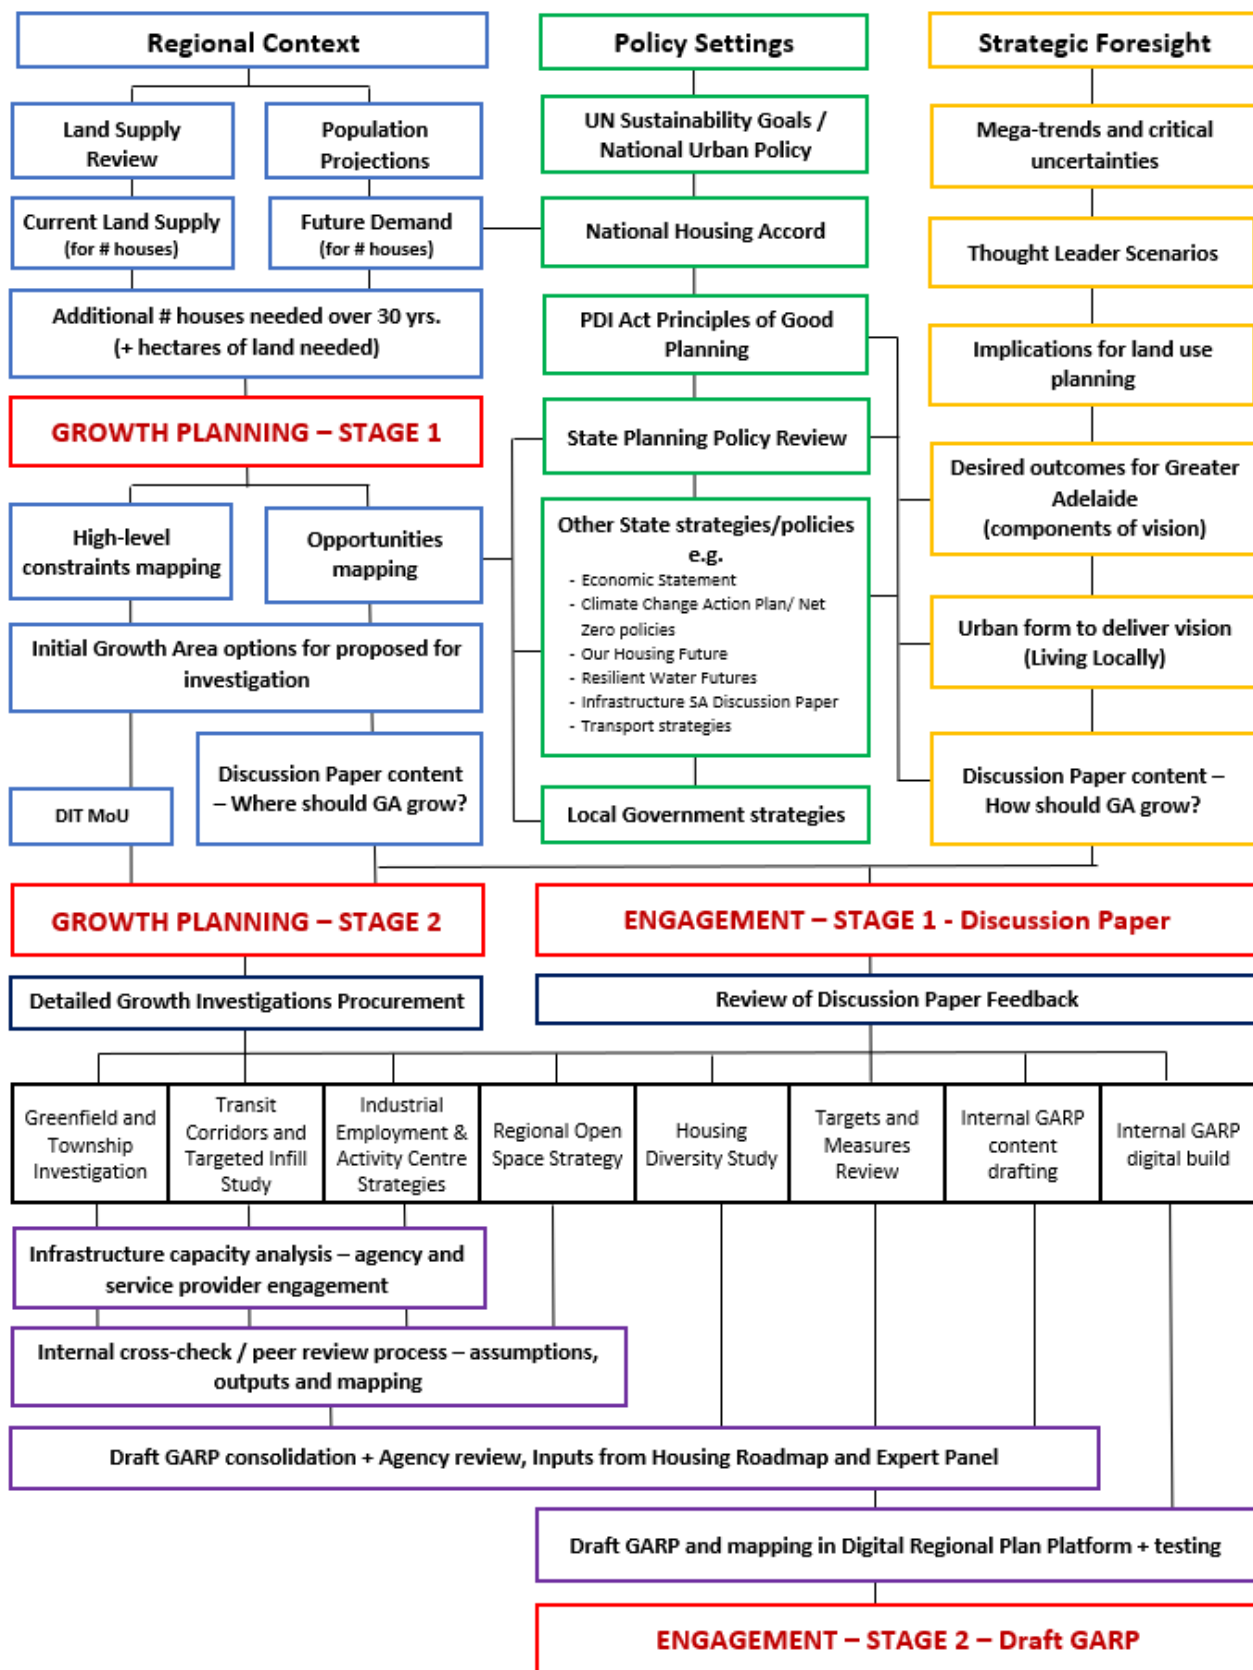 Regional Context
Policy Settings
Strategic Foresight
Land Supply
Review
Population
Projections
UN Sustainability Goals /
National Urban Policy
Mega-trends and critical
uncertainties
Current Land Supply
(for # houses)
Future Demand
(for # houses)
National Housing Accord
Thought Leader Scenarios
Additional # houses needed over 30 yrs.
(+ hectares of land needed)
PDI Act Principles of Good
Planning
Implications for land use
planning
GROWTH PLANNING – STAGE 1
State Planning Policy Review
Desired outcomes for Greater
Adelaide
(components of vision)
High-level
constraints mapping
Opportunities
mapping
Other State strategies/policies
e.g.
- Economic Statement
- Climate Change Action Plan/ Net
Zero policies
- Our Housing Future
- Resilient Water Futures
- Infrastructure SA Discussion Paper
- Transport strategies
Initial Growth Area options for proposed for
investigation
Urban form to deliver vision
(Living Locally)
DIT MoU
Discussion Paper content
– Where should GA grow?
Local Government strategies
Discussion Paper content –
How should GA grow?
GROWTH PLANNING – STAGE 2
ENGAGEMENT – STAGE 1 - Discussion Paper
Detailed Growth Investigations Procurement
Review of Discussion Paper Feedback
Greenfield and
Township
Investigation
Transit
Corridors and
Targeted Infill
Study
Industrial
Employment &
Activity Centre
Strategies
Regional Open
Space Strategy
Housing
Diversity Study
Targets and
Measures
Review
Internal GARP
content
drafting
Internal GARP
digital build
Infrastructure capacity analysis – agency and
service provider engagement
Internal cross-check / peer review process – assumptions,
outputs and mapping
Draft GARP consolidation + Agency review, Inputs from Housing Roadmap and Expert Panel
Draft GARP and mapping in Digital Regional Plan Platform + testing
ENGAGEMENT – STAGE 2 – Draft GARP